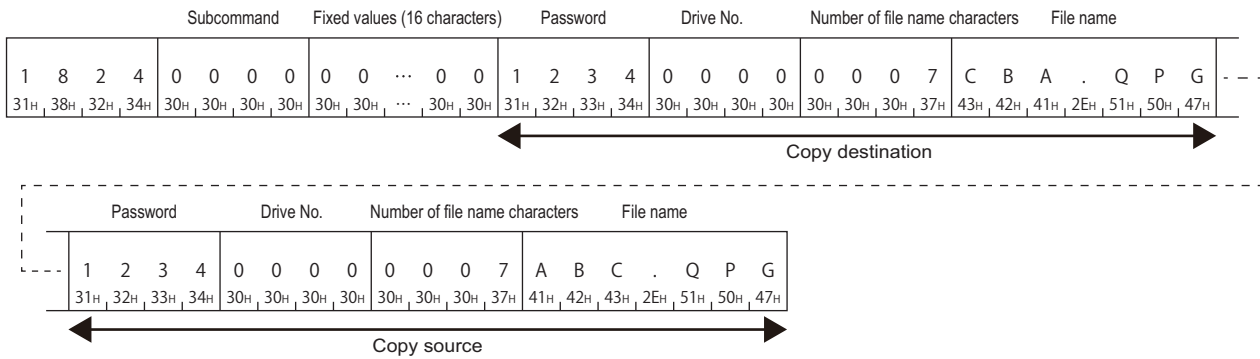 Subcommand Fixed values (16 characters) Password Drive No. Number of file name characters File name
1 8 2 4 0 0 0 0 0 0 ··· 0 0 1 2 3 4 0 0 0 0 0 0 0 7 C B A . Q P G
31H 38H 32H 34H 30H 30H 30H 30H 30H 30H ··· 30H 30H 31H 32H 33H 34H 30H 30H 30H 30H 30H 30H 30H 37H 43H 42H 41H 2EH 51H 50H 47H
Copy destination
Password Drive No. Number of file name characters File name
1 2 3 4 0 0 0 0 0 0 0 7 A B C . Q P G
31H 32H 33H 34H 30H 30H 30H 30H 30H 30H 30H 37H 41H 42H 43H 2EH 51H 50H 47H
Copy source